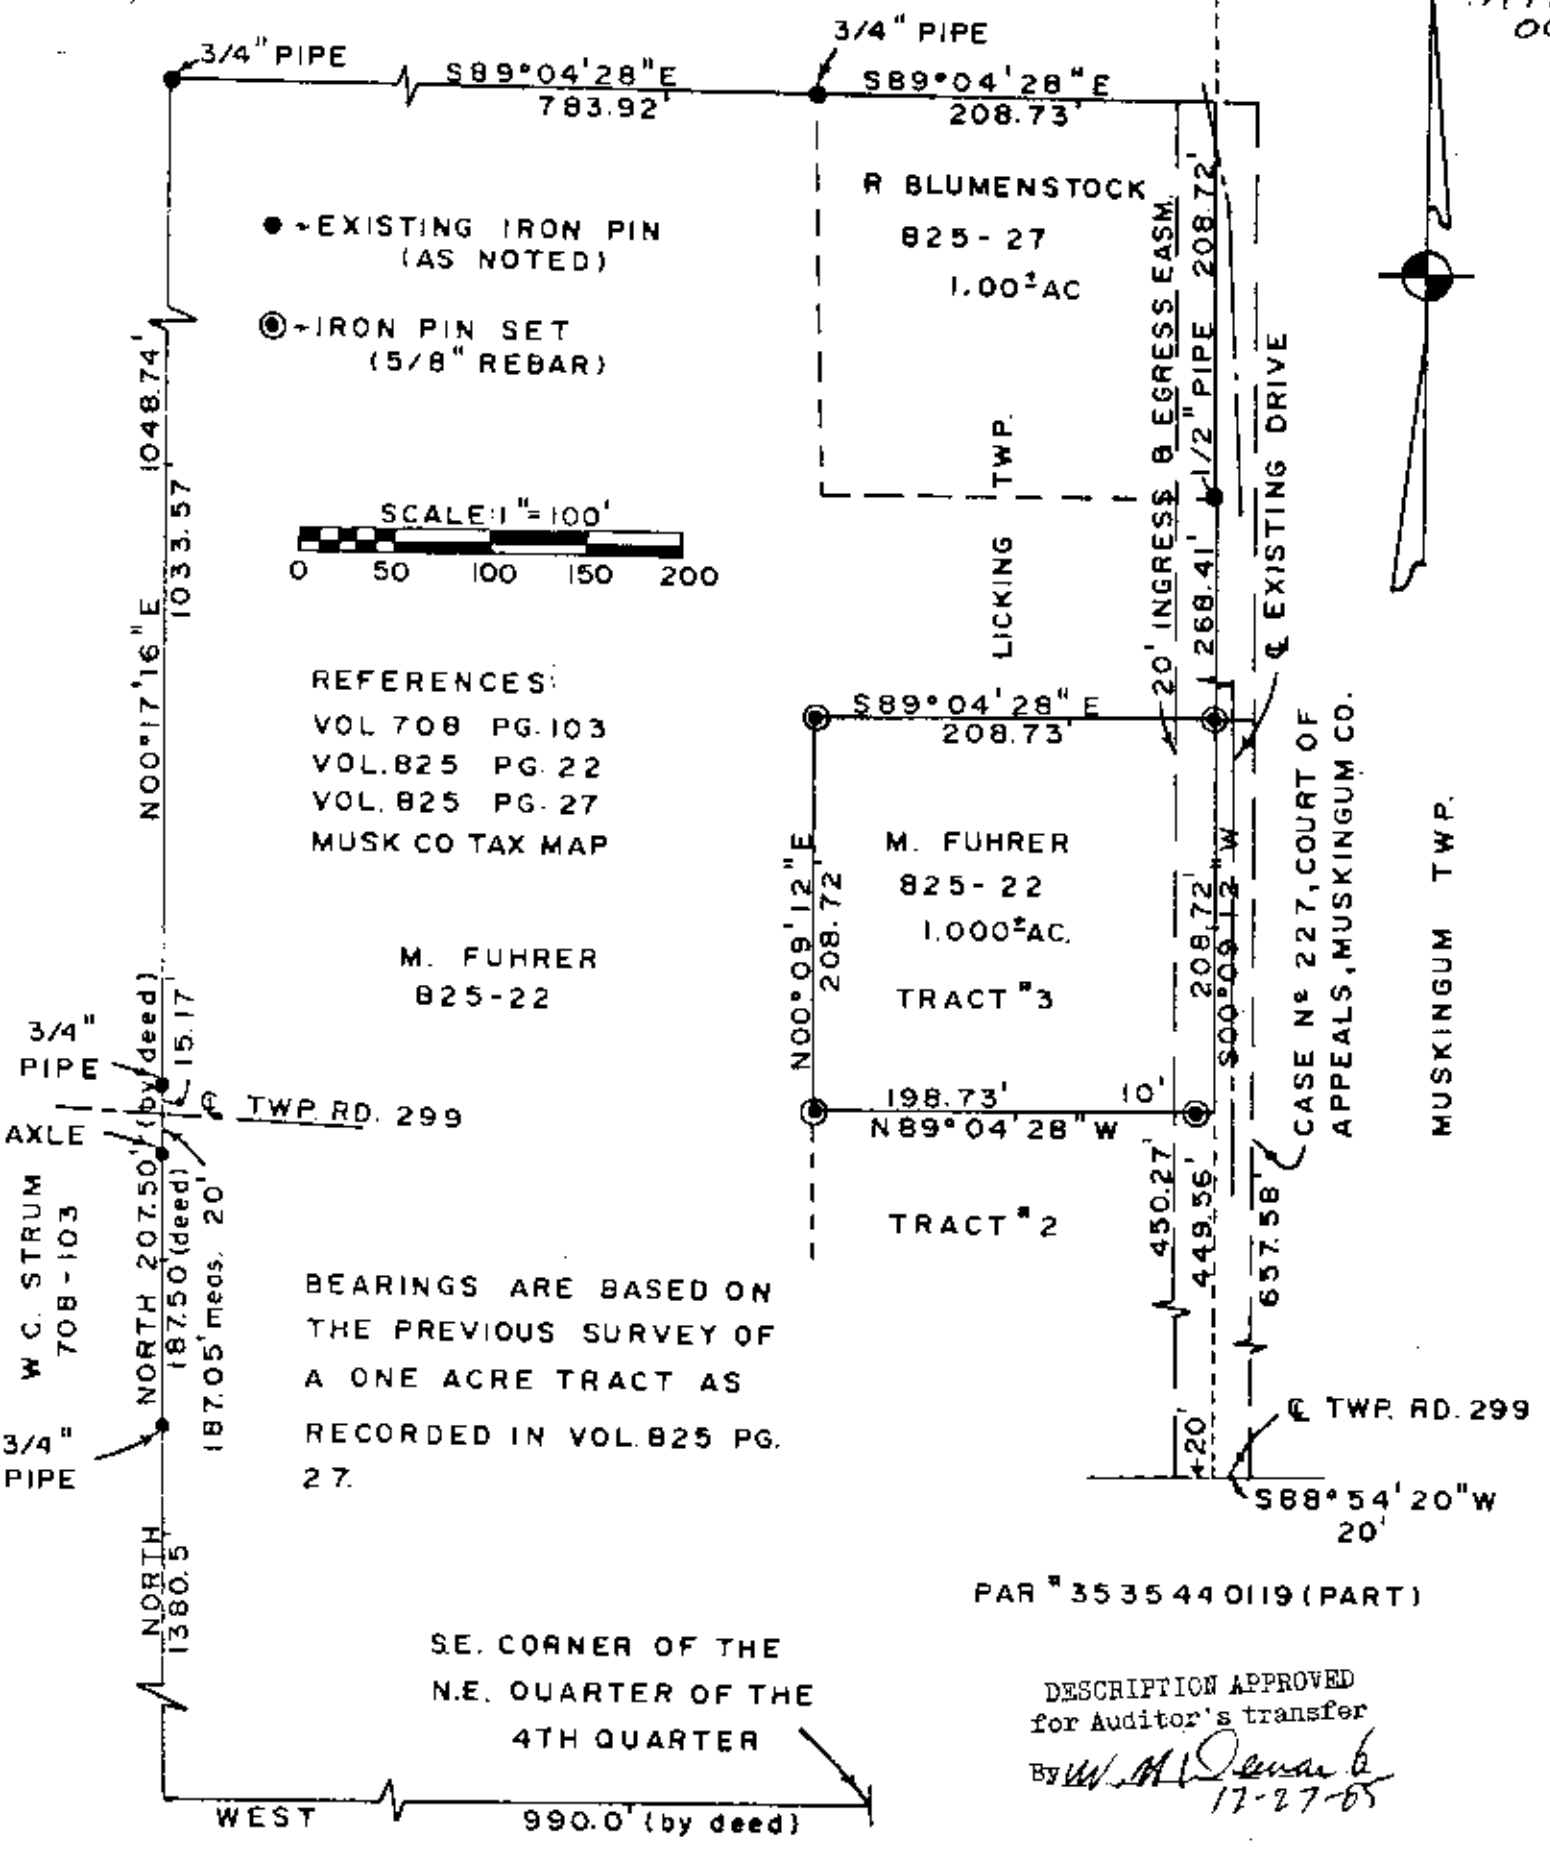 3/4" PIPE
3/4" PIPE
S89°04'28"E
783.92'
S89°04'28"E
208.73'
R BLUMENSTOCK
825-27
1.00±AC
●-EXISTING IRON PIN
(AS NOTED)
-IRON PIN SET
(5/8" REBAR)
SCALE:1"=100'
0 50 100 150 200
1048.74'
1033.57
N00°17'16"E
LICKING TWP.
20' INGRESS & EGRESS EASM.
208.72'
1/2" PIPE
268.41'
℄ EXISTING DRIVE
REFERENCES:
VOL 708 PG.103
VOL.825 PG.22
VOL.825 PG.27
MUSK CO TAX MAP
S89°04'28"E
208.73'
M. FUHRER
825-22
1.000±AC.
TRACT #3
N00°09'12"E
208.72'
208.72'
S00°09'12"W
CASE Nº 227, COURT OF
APPEALS, MUSKINGUM CO.
MUSKINGUM TWP.
M. FUHRER
825-22
3/4"
PIPE
(by deed)
15.17'
℄ TWP. RD. 299
AXLE
198.73' 10'
N89°04'28"W
TRACT #2
W C. STRUM
708-103
NORTH 207.50'
187.50'(deed)
187.05'meas. 20'
3/4"
PIPE
450.27'
449.56'
657.58'
BEARINGS ARE BASED ON
THE PREVIOUS SURVEY OF
A ONE ACRE TRACT AS
RECORDED IN VOL.825 PG.
27.
20'
℄ TWP. RD. 299
S88°54'20"W
20'
NORTH
1380.5'
PAR #35 35 44 0119 (PART)
S.E. CORNER OF THE
N.E. QUARTER OF THE
4TH QUARTER
DESCRIPTION APPROVED
for Auditor's transfer
By
12-27-85
WEST
990.0' (by deed)